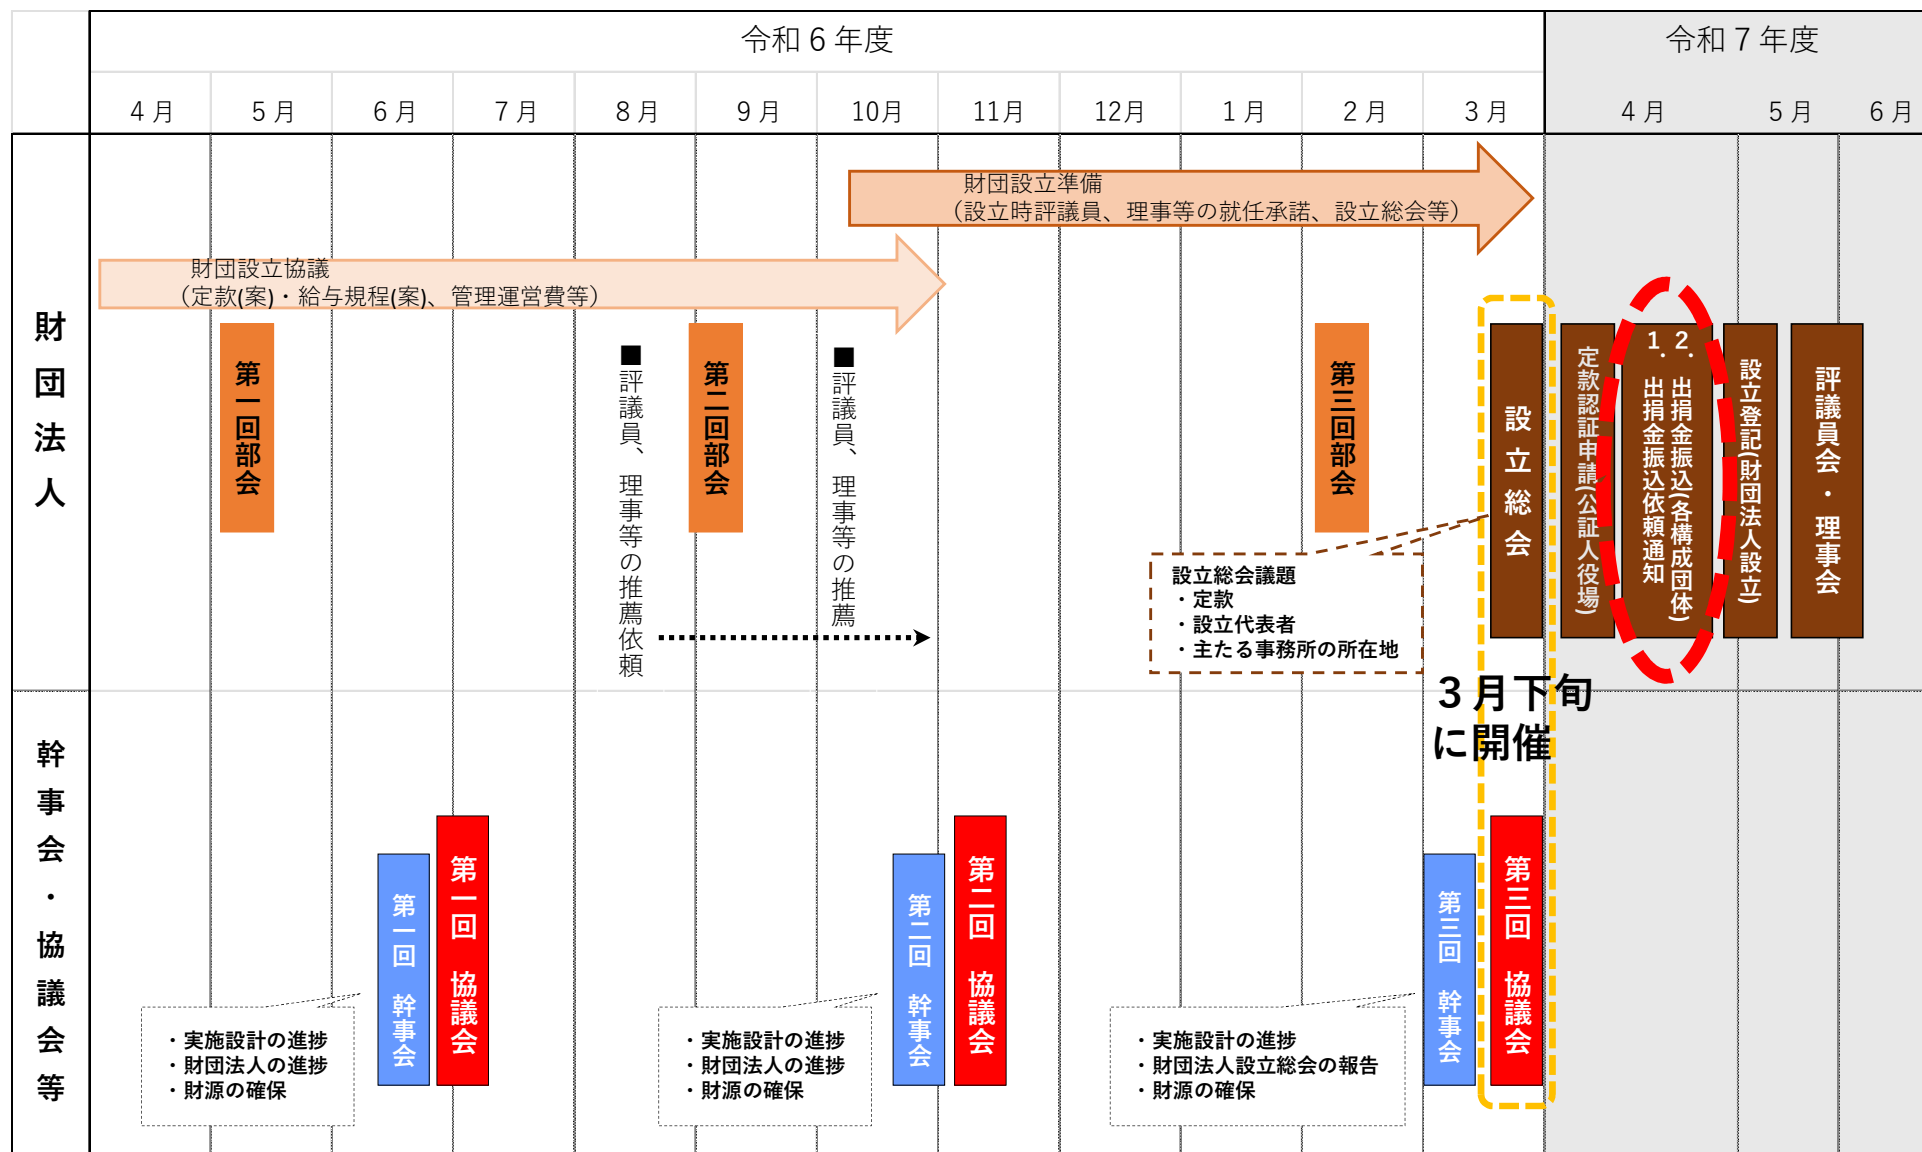 令和６年度
令和７年度
４月
５月
６月
７月
８月
９月
10月
11月
12月
１月
２月
３月
４月
５月
６月
財団法人
財団設立準備
（設立時評議員、理事等の就任承諾、設立総会等）
財団設立協議
（定款(案)・給与規程(案)、管理運営費等）
第一回部会
■評議員、理事等の推薦依頼
第二回部会
■評議員、理事等の推薦
第三回部会
設立総会
定款認証申請(公証人役場)
１．出捐金振込依頼通知
２．出捐金振込(各構成団体)
設立登記(財団法人設立)
評議員会・理事会
設立総会議題
・定款
・設立代表者
・主たる事務所の所在地
３月下旬
に開催
幹事会・協議会等
第一回　幹事会
第一回　協議会
第二回　幹事会
第二回　協議会
第三回　幹事会
第三回　協議会
・実施設計の進捗
・財団法人の進捗
・財源の確保
・実施設計の進捗
・財団法人の進捗
・財源の確保
・実施設計の進捗
・財団法人設立総会の報告
・財源の確保